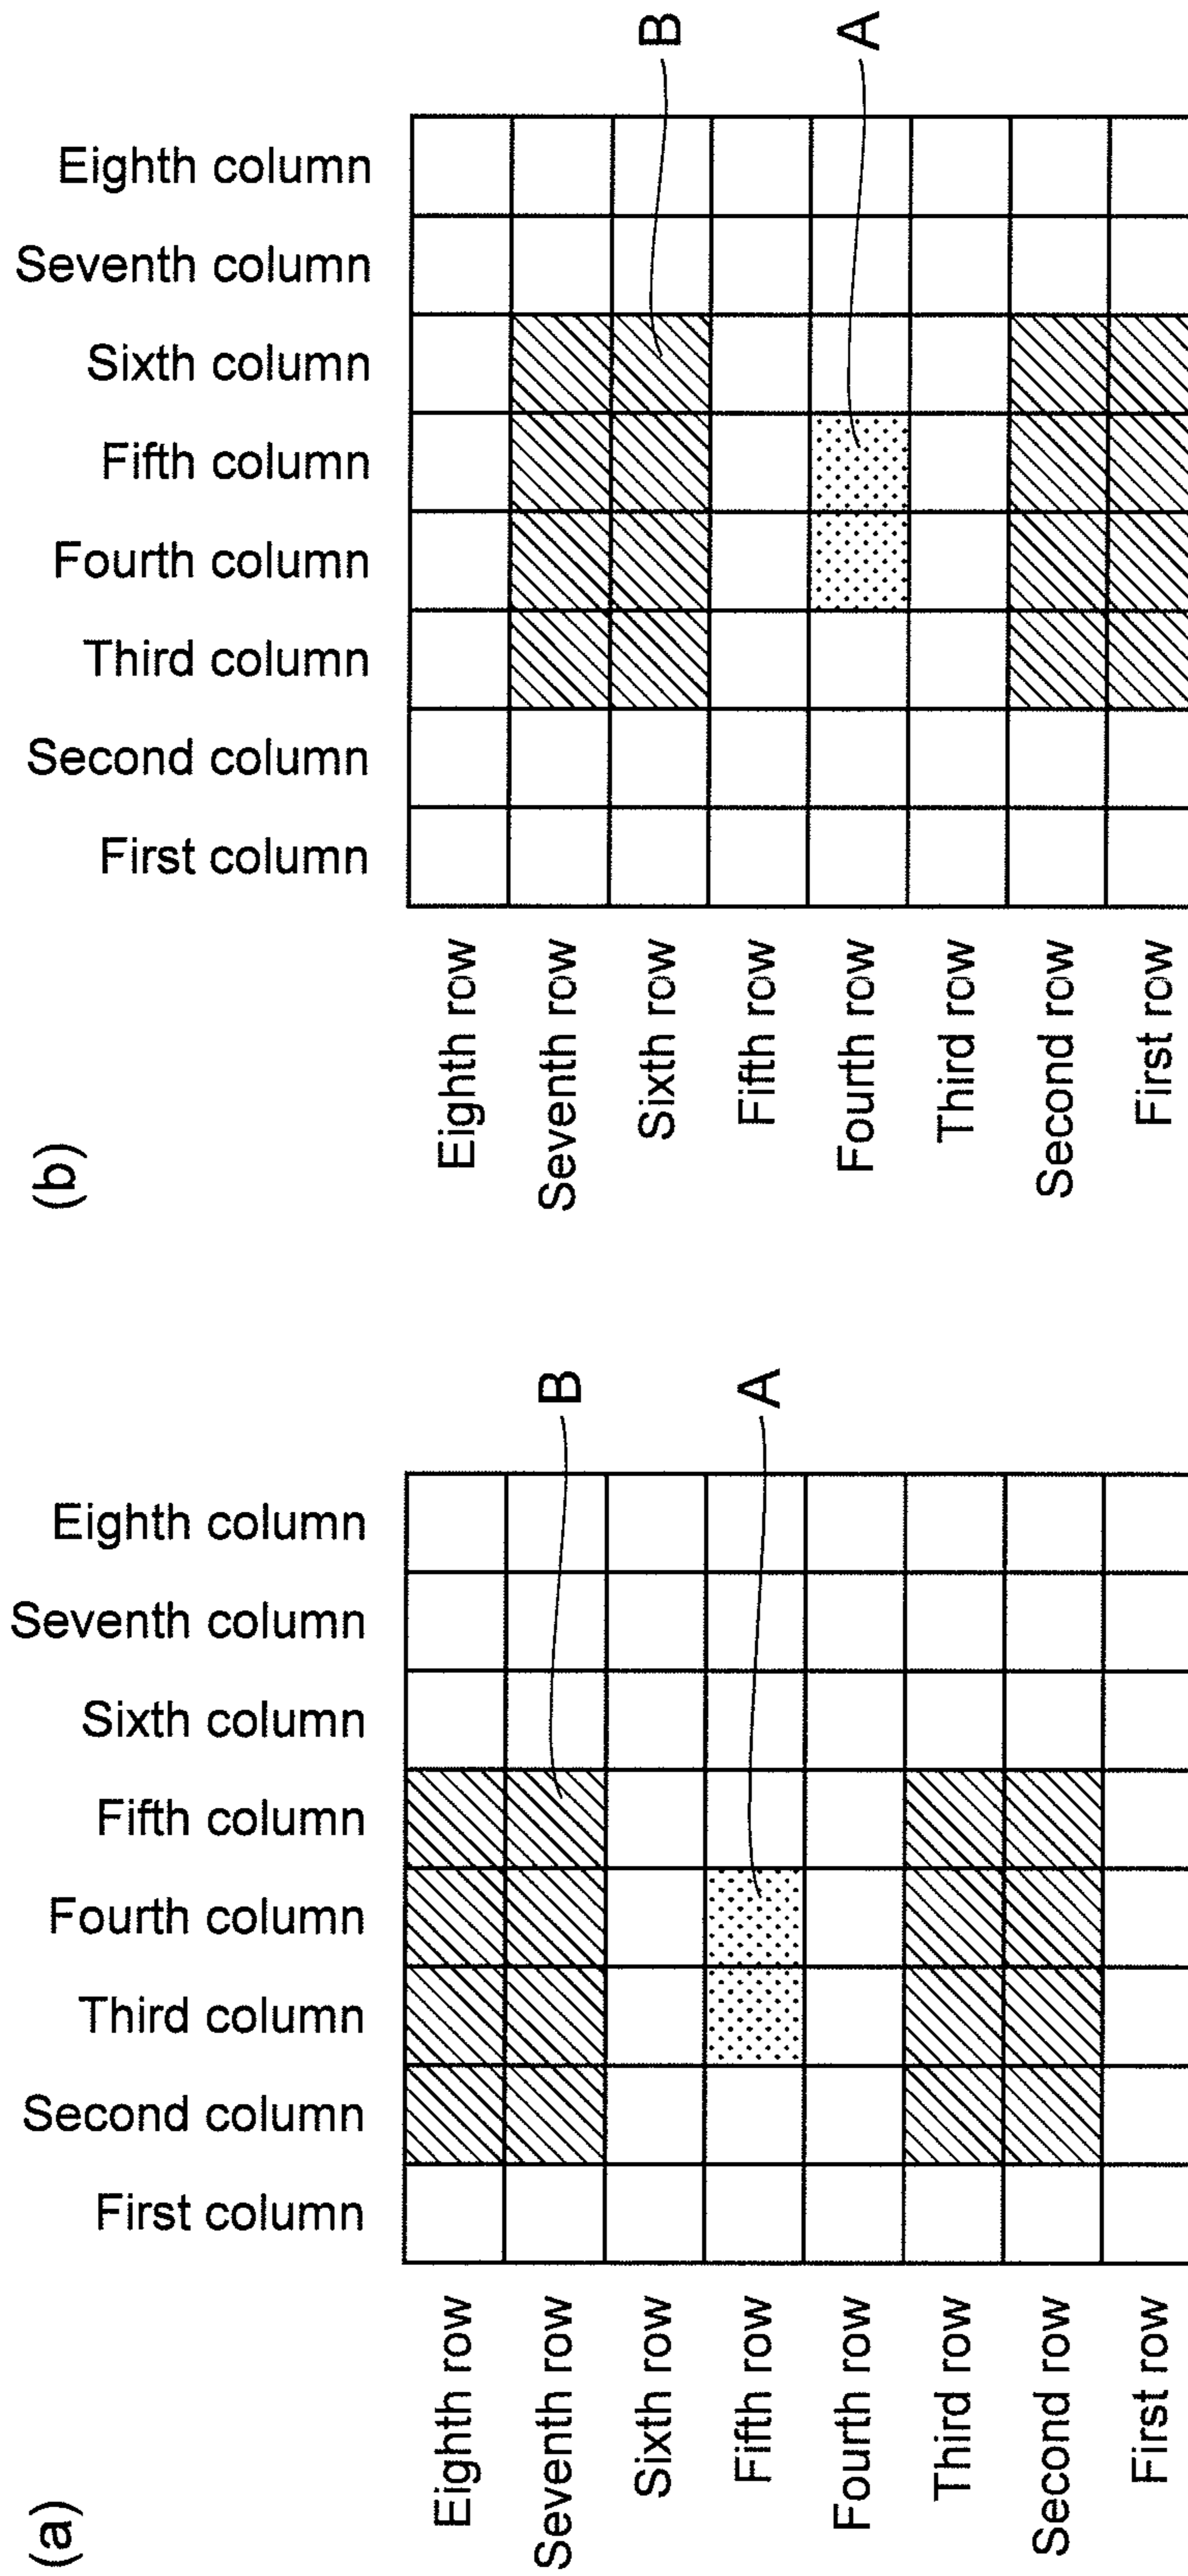 (b)
Eighth column
Seventh column
Sixth column
Fifth column
Fourth column
Third column
Second column
First column
B
A
Eighth row
Seventh row
Sixth row
Fifth row
Fourth row
Third row
Second row
First row
(a)
Eighth column
Seventh column
Sixth column
Fifth column
Fourth column
Third column
Second column
First column
B
A
Eighth row
Seventh row
Sixth row
Fifth row
Fourth row
Third row
Second row
First row